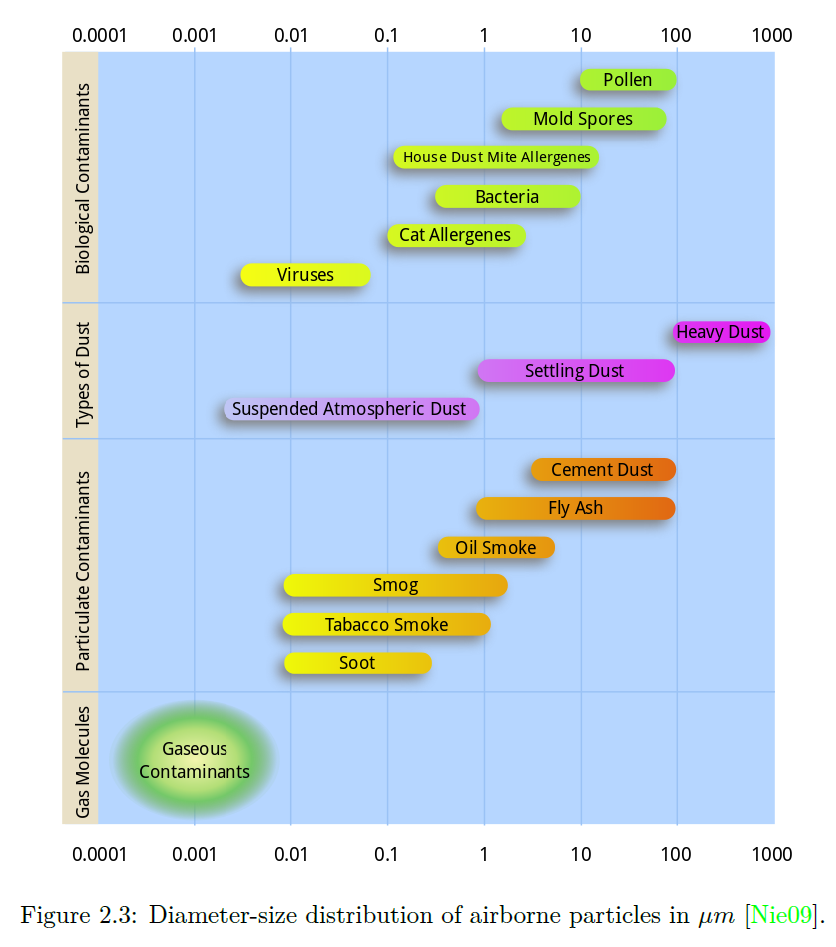 0.0001 0.001 0.01 0.1 1 10 100 1000
Biological Contaminants
Pollen
Mold Spores
House Dust Mite Allergenes
Bacteria
Cat Allergenes
Viruses
Types of Dust
Heavy Dust
Settling Dust
Suspended Atmospheric Dust
Particulate Contaminants
Cement Dust
Fly Ash
Oil Smoke
Smog
Tabacco Smoke
Soot
Gas Molecules
Gaseous
Contaminants
0.0001 0.001 0.01 0.1 1 10 100 1000
Figure 2.3: Diameter-size distribution of airborne particles in μm [Nie09].